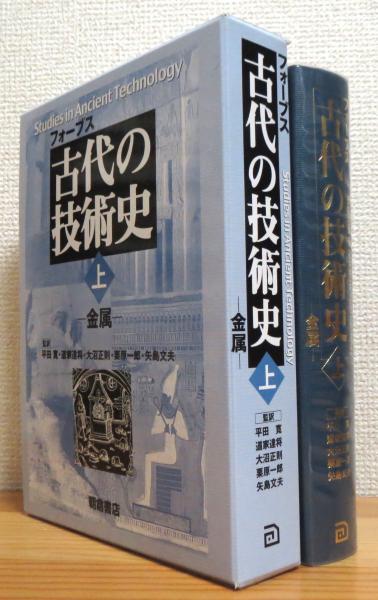 Studies in Ancient Technology
フォーブス
古代の
技術史
上
―金属―
監訳
平田 寛・道家達将・大沼正則・栗原一郎・矢島文夫
朝倉書店
フォーブス
古代の技術史
Studies in Ancient Technology
―金属―
上
監訳
平田 寛
道家達将
大沼正則
栗原一郎
矢島文夫
古代の技術史
金属
上